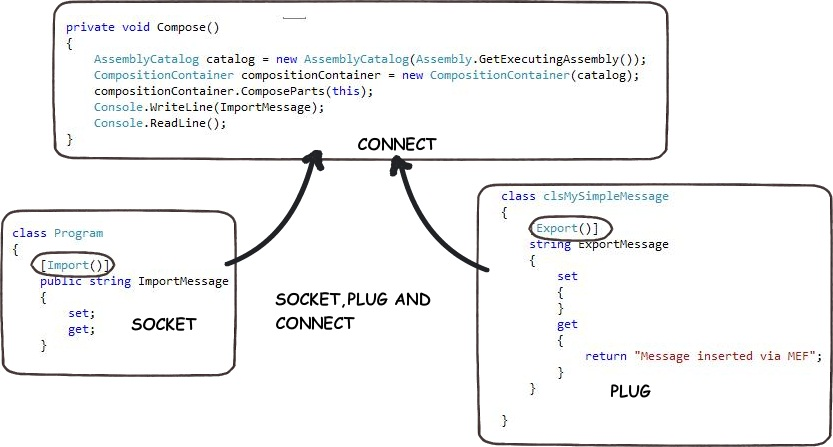 private void Compose()
{
AssemblyCatalog catalog = new AssemblyCatalog(Assembly.GetExecutingAssembly());
CompositionContainer compositionContainer = new CompositionContainer(catalog);
compositionContainer.ComposeParts(this);
Console.WriteLine(ImportMessage);
Console.ReadLine();
}
CONNECT
class Program
{
[Import()]
public string ImportMessage
{
set;
get;
}
SOCKET
SOCKET,PLUG AND
CONNECT
class clsMySimpleMessage
{
Export()]
string ExportMessage
{
set
{
}
get
{
return "Message inserted via MEF";
}
}
}
PLUG